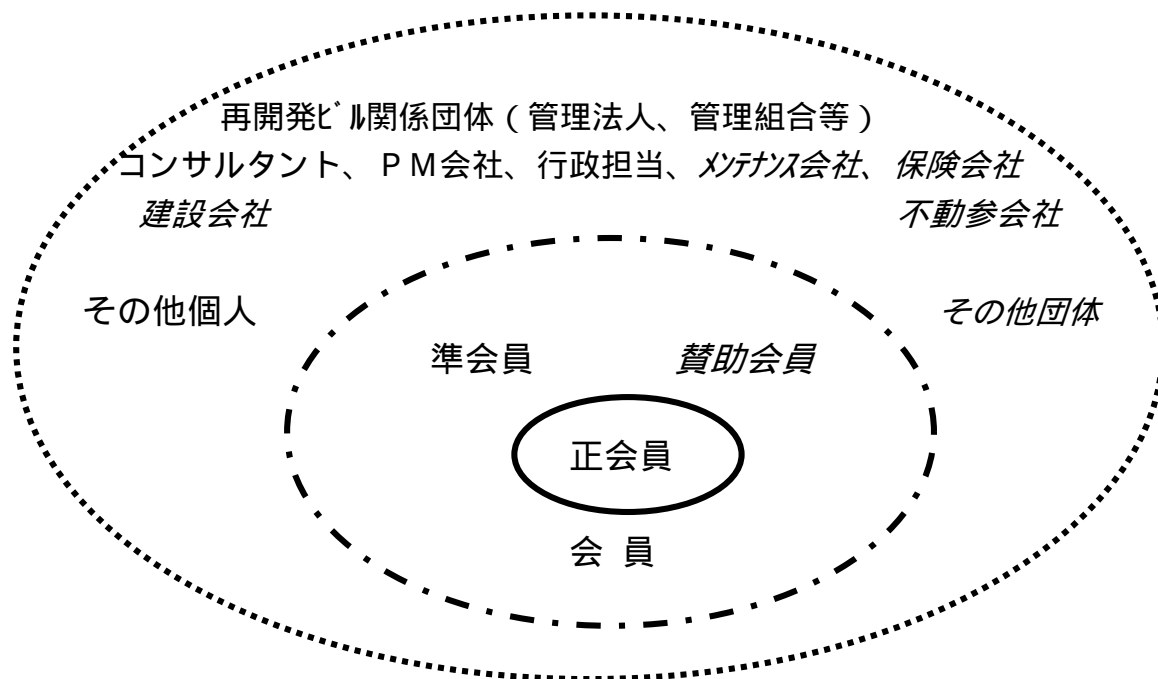 再開発ﾋﾞﾙ関係団体（管理法人、管理組合等）
コンサルタント、ＰＭ会社、行政担当、ﾒﾝﾃﾅﾝｽ会社、保険会社
建設会社 不動参会社
その他個人 その他団体
準会員 賛助会員
正会員
会 員